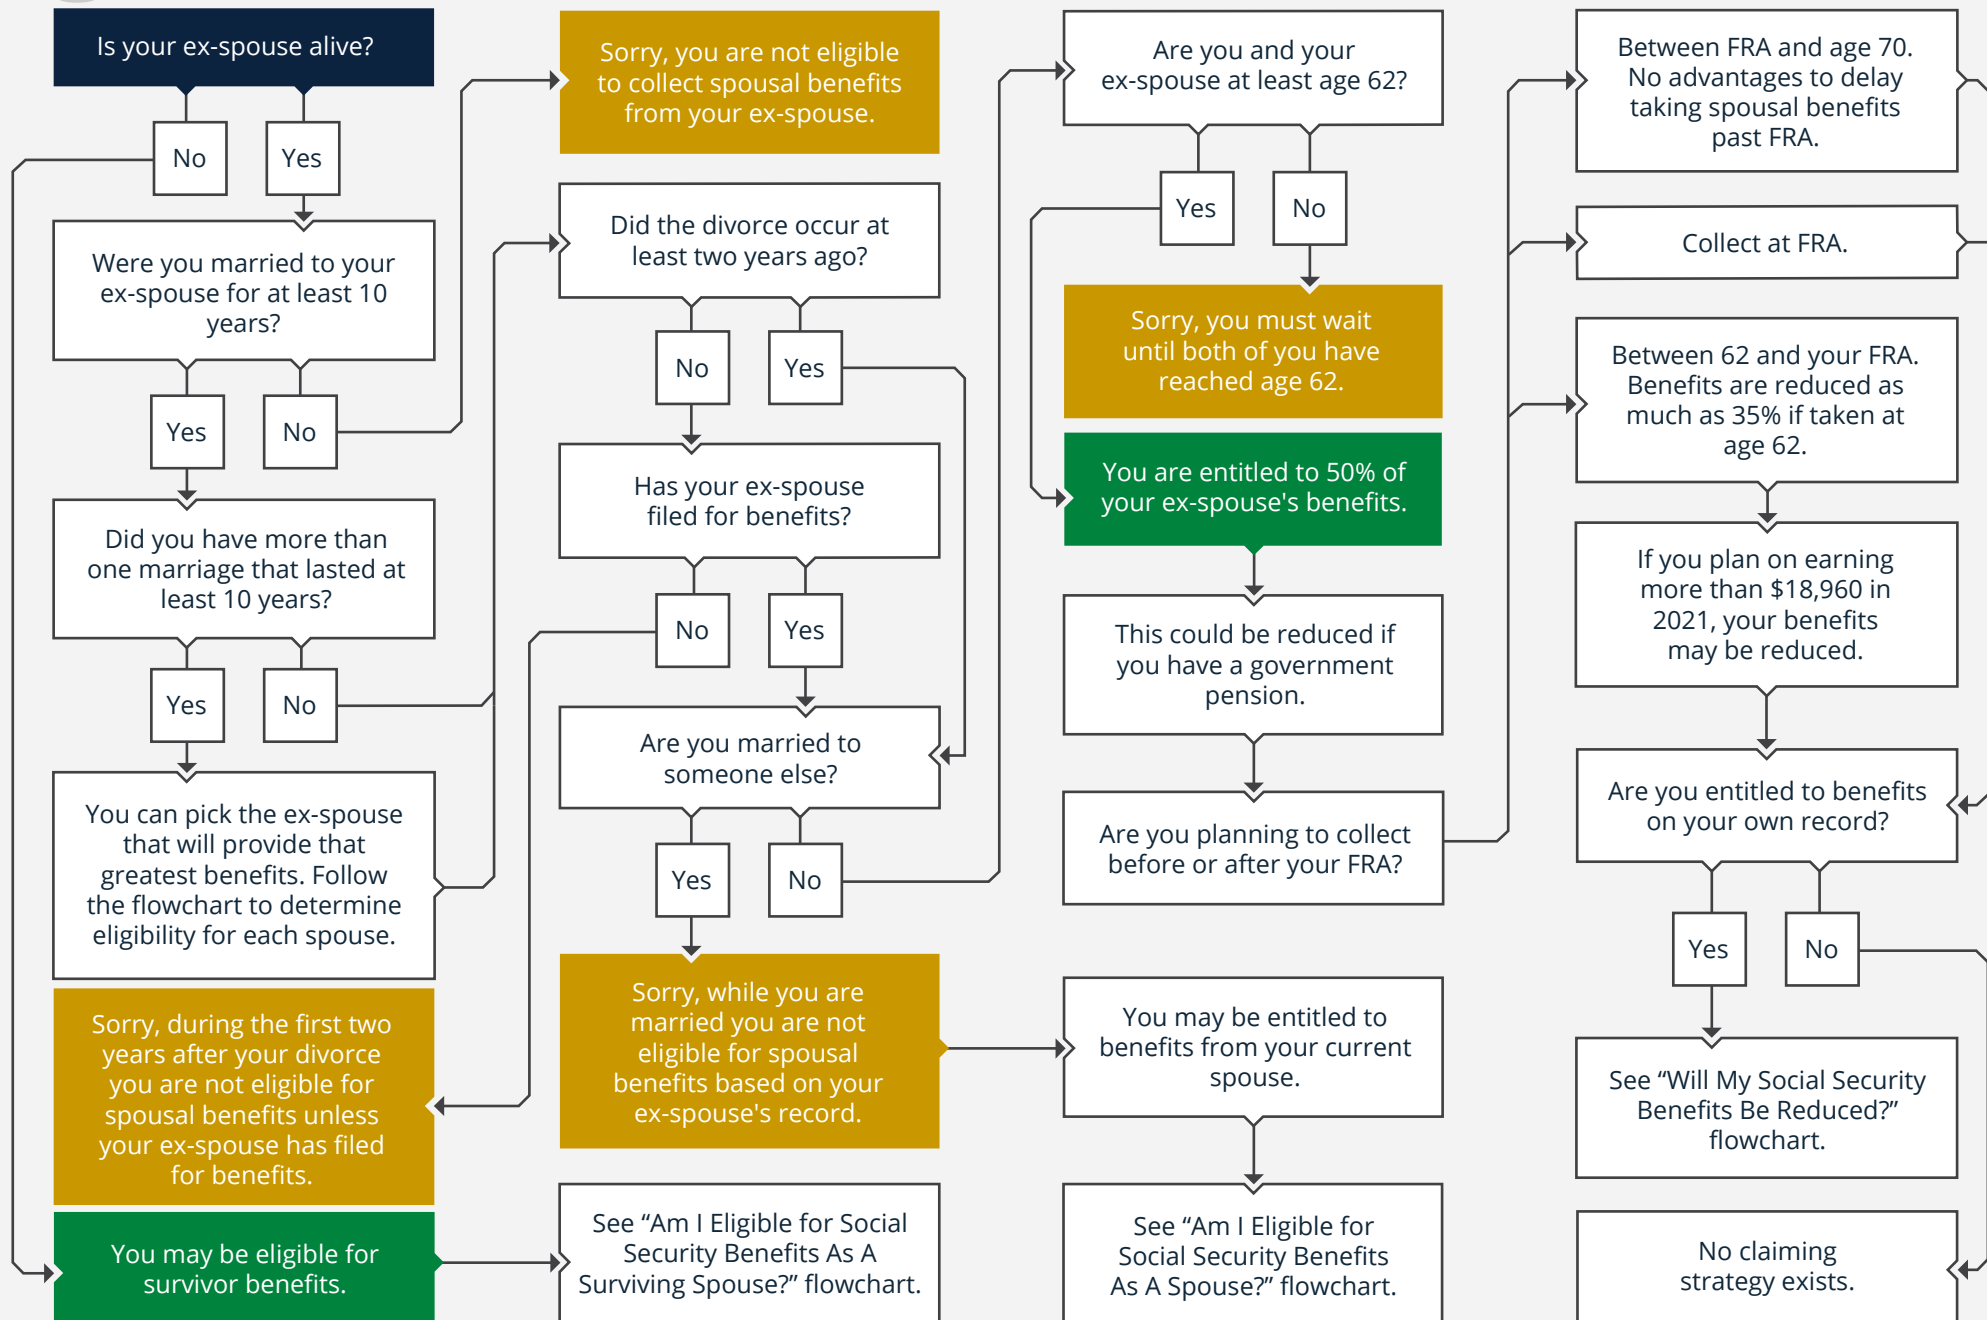 Is your ex-spouse alive?
No
Yes
Were you married to your
ex-spouse for at least 10
years?
Yes
No
Did you have more than
one marriage that lasted at
least 10 years?
Yes
No
You can pick the ex-spouse
that will provide that
greatest benefits. Follow
the flowchart to determine
eligibility for each spouse.
Sorry, during the first two
years after your divorce
you are not eligible for
spousal benefits unless
your ex-spouse has filed
for benefits.
You may be eligible for
survivor benefits.
Sorry, you are not eligible
to collect spousal benefits
from your ex-spouse.
Did the divorce occur at
least two years ago?
No
Yes
Has your ex-spouse
filed for benefits?
No
Yes
Are you married to
someone else?
Yes
No
Sorry, while you are
married you are not
eligible for spousal
benefits based on your
ex-spouse's record.
See “Am I Eligible for Social
Security Benefits As A
Surviving Spouse?” flowchart.
Are you and your
ex-spouse at least age 62?
Yes
No
Sorry, you must wait
until both of you have
reached age 62.
You are entitled to 50% of
your ex-spouse's benefits.
This could be reduced if
you have a government
pension.
Are you planning to collect
before or after your FRA?
You may be entitled to
benefits from your current
spouse.
See “Am I Eligible for
Social Security Benefits
As A Spouse?” flowchart.
Between FRA and age 70.
No advantages to delay
taking spousal benefits
past FRA.
Collect at FRA.
Between 62 and your FRA.
Benefits are reduced as
much as 35% if taken at
age 62.
If you plan on earning
more than $18,960 in
2021, your benefits
may be reduced.
Are you entitled to benefits
on your own record?
Yes
No
See “Will My Social Security
Benefits Be Reduced?”
flowchart.
No claiming
strategy exists.